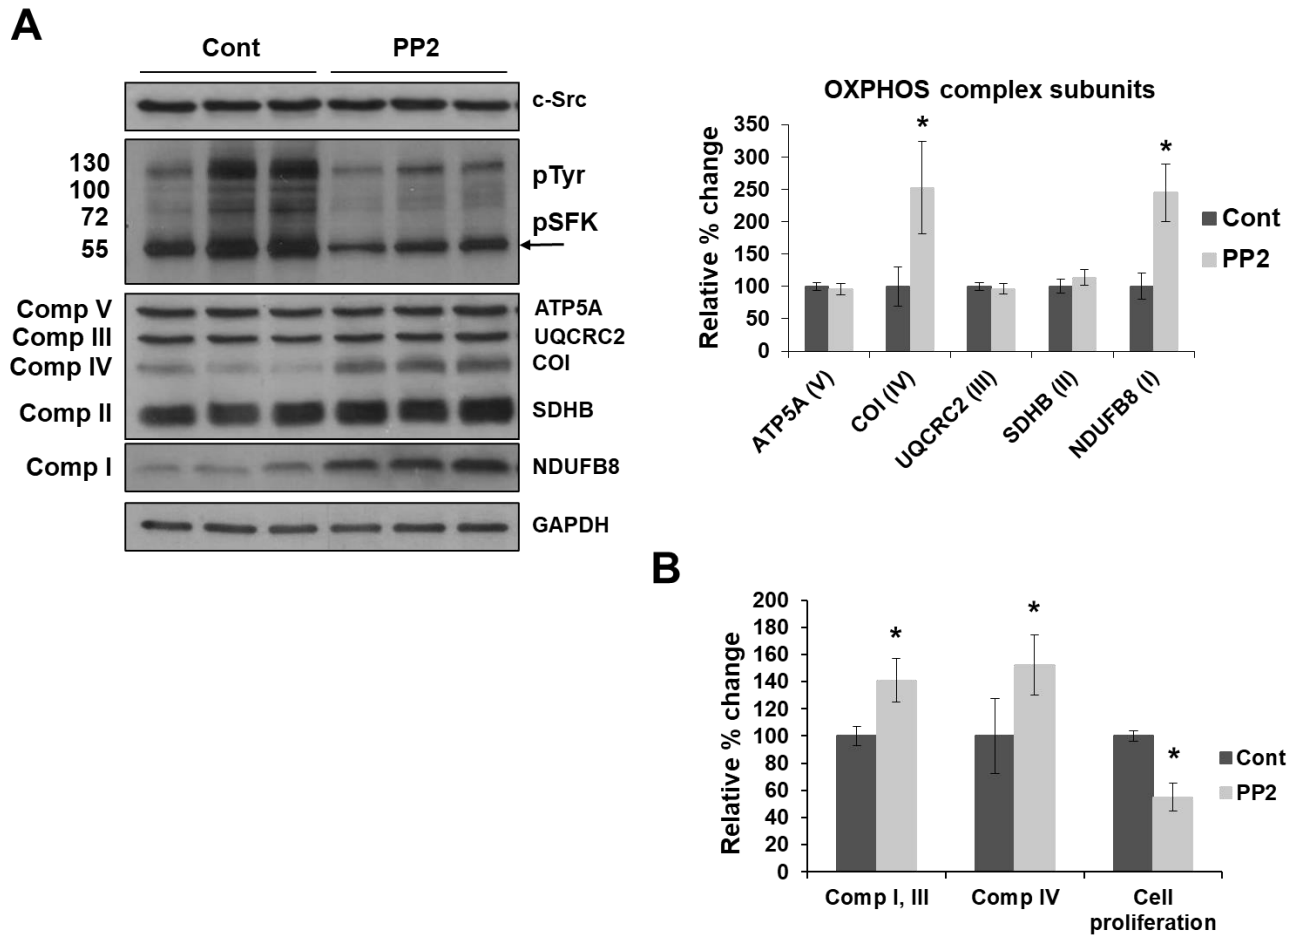 A
Cont PP2
c-Src
130
100
72
55
pTyr
pSFK
Comp V ATP5A
Comp III UQCRC2
Comp IV COI
Comp II SDHB
Comp I NDUFB8
GAPDH
OXPHOS complex subunits
Relative % change
350
300
250
200
150
100
50
0
*
*
ATP5A (V)
COI (IV)
UQCRC2 (III)
SDHB (II)
NDUFB8 (I)
Cont
PP2
B
Relative % change
200
180
160
140
120
100
80
60
40
20
0
*
*
*
Comp I, III
Comp IV
Cell
proliferation
Cont
PP2